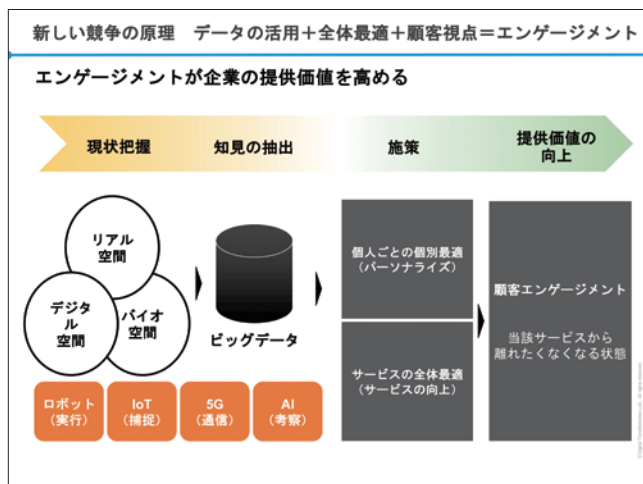 新しい競争の原理　データの活用＋全体最適＋顧客視点＝エンゲージメント
エンゲージメントが企業の提供価値を高める
現状把握
知見の抽出
施策
提供価値の
向上
リアル
空間
デジタ
ル
空間
バイオ
空間
ビッグデータ
個人ごとの個別最適
（パーソナライズ）
サービスの全体最適
（サービスの向上）
顧客エンゲージメント
当該サービスから
離れたくなくなる状態
ロボット
（実行）
IoT
（捕捉）
5G
（通信）
AI
（考察）